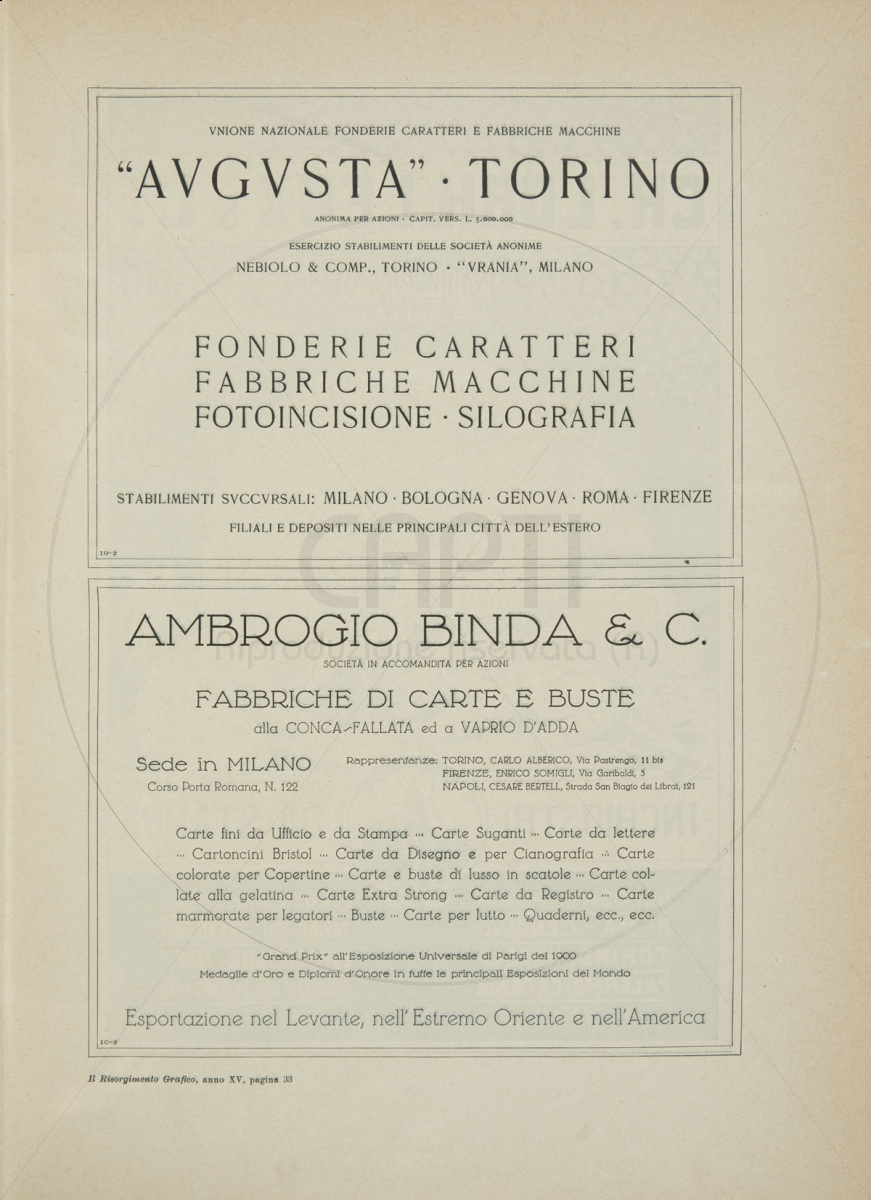 VNIONE NAZIONALE FONDERIE CARATTERI E FABBRICHE MACCHINE
“AVGVSTA” · TORINO
ANONIMA PER AZIONI - CAPIT. VERS. L. 5.000.000
ESERCIZIO STABILIMENTI DELLE SOCIETÀ ANONIME
NEBIOLO & COMP., TORINO · “VRANIA”, MILANO
FONDERIE CARATTERI
FABBRICHE MACCHINE
FOTOINCISIONE · SILOGRAFIA
STABILIMENTI SVCCVRSALI: MILANO · BOLOGNA · GENOVA · ROMA · FIRENZE
FILIALI E DEPOSITI NELLE PRINCIPALI CITTÀ DELL'ESTERO
10-2
CAPTI
Riproduzione riservata (R)
AMBROGIO BINDA & C.
SOCIETÀ IN ACCOMANDITA PER AZIONI
FABBRICHE DI CARTE E BUSTE
alla CONCA-FALLATA ed a VAPRIO D'ADDA
Sede in MILANO
Corso Porta Romana, N. 122
Rappresentanze: TORINO, CARLO ALBERICO, Via Pastrengo, 11 bis
FIRENZE, ENRICO SOMIGLI, Via Garibaldi, 5
NAPOLI, CESARE BERTELL, Strada San Biagio dei Librai, 121
Carte fini da Ufficio e da Stampa ··· Carte Suganti ··· Carte da lettere
··· Cartoncini Bristol ··· Carte da Disegno e per Cianografia ··· Carte
colorate per Copertine ··· Carte e buste di lusso in scatole ··· Carte col-
late alla gelatina ··· Carte Extra Strong ··· Carte da Registro ··· Carte
marmorate per legatori ··· Buste ··· Carte per lutto ··· Quaderni, ecc., ecc.
“Grand Prix” all'Esposizione Universale di Parigi del 1900
Medaglie d'Oro e Diplomi d'Onore in tutte le principali Esposizioni del Mondo
Esportazione nel Levante, nell'Estremo Oriente e nell'America
10-2
Il Risorgimento Grafico, anno XV, pagina 33